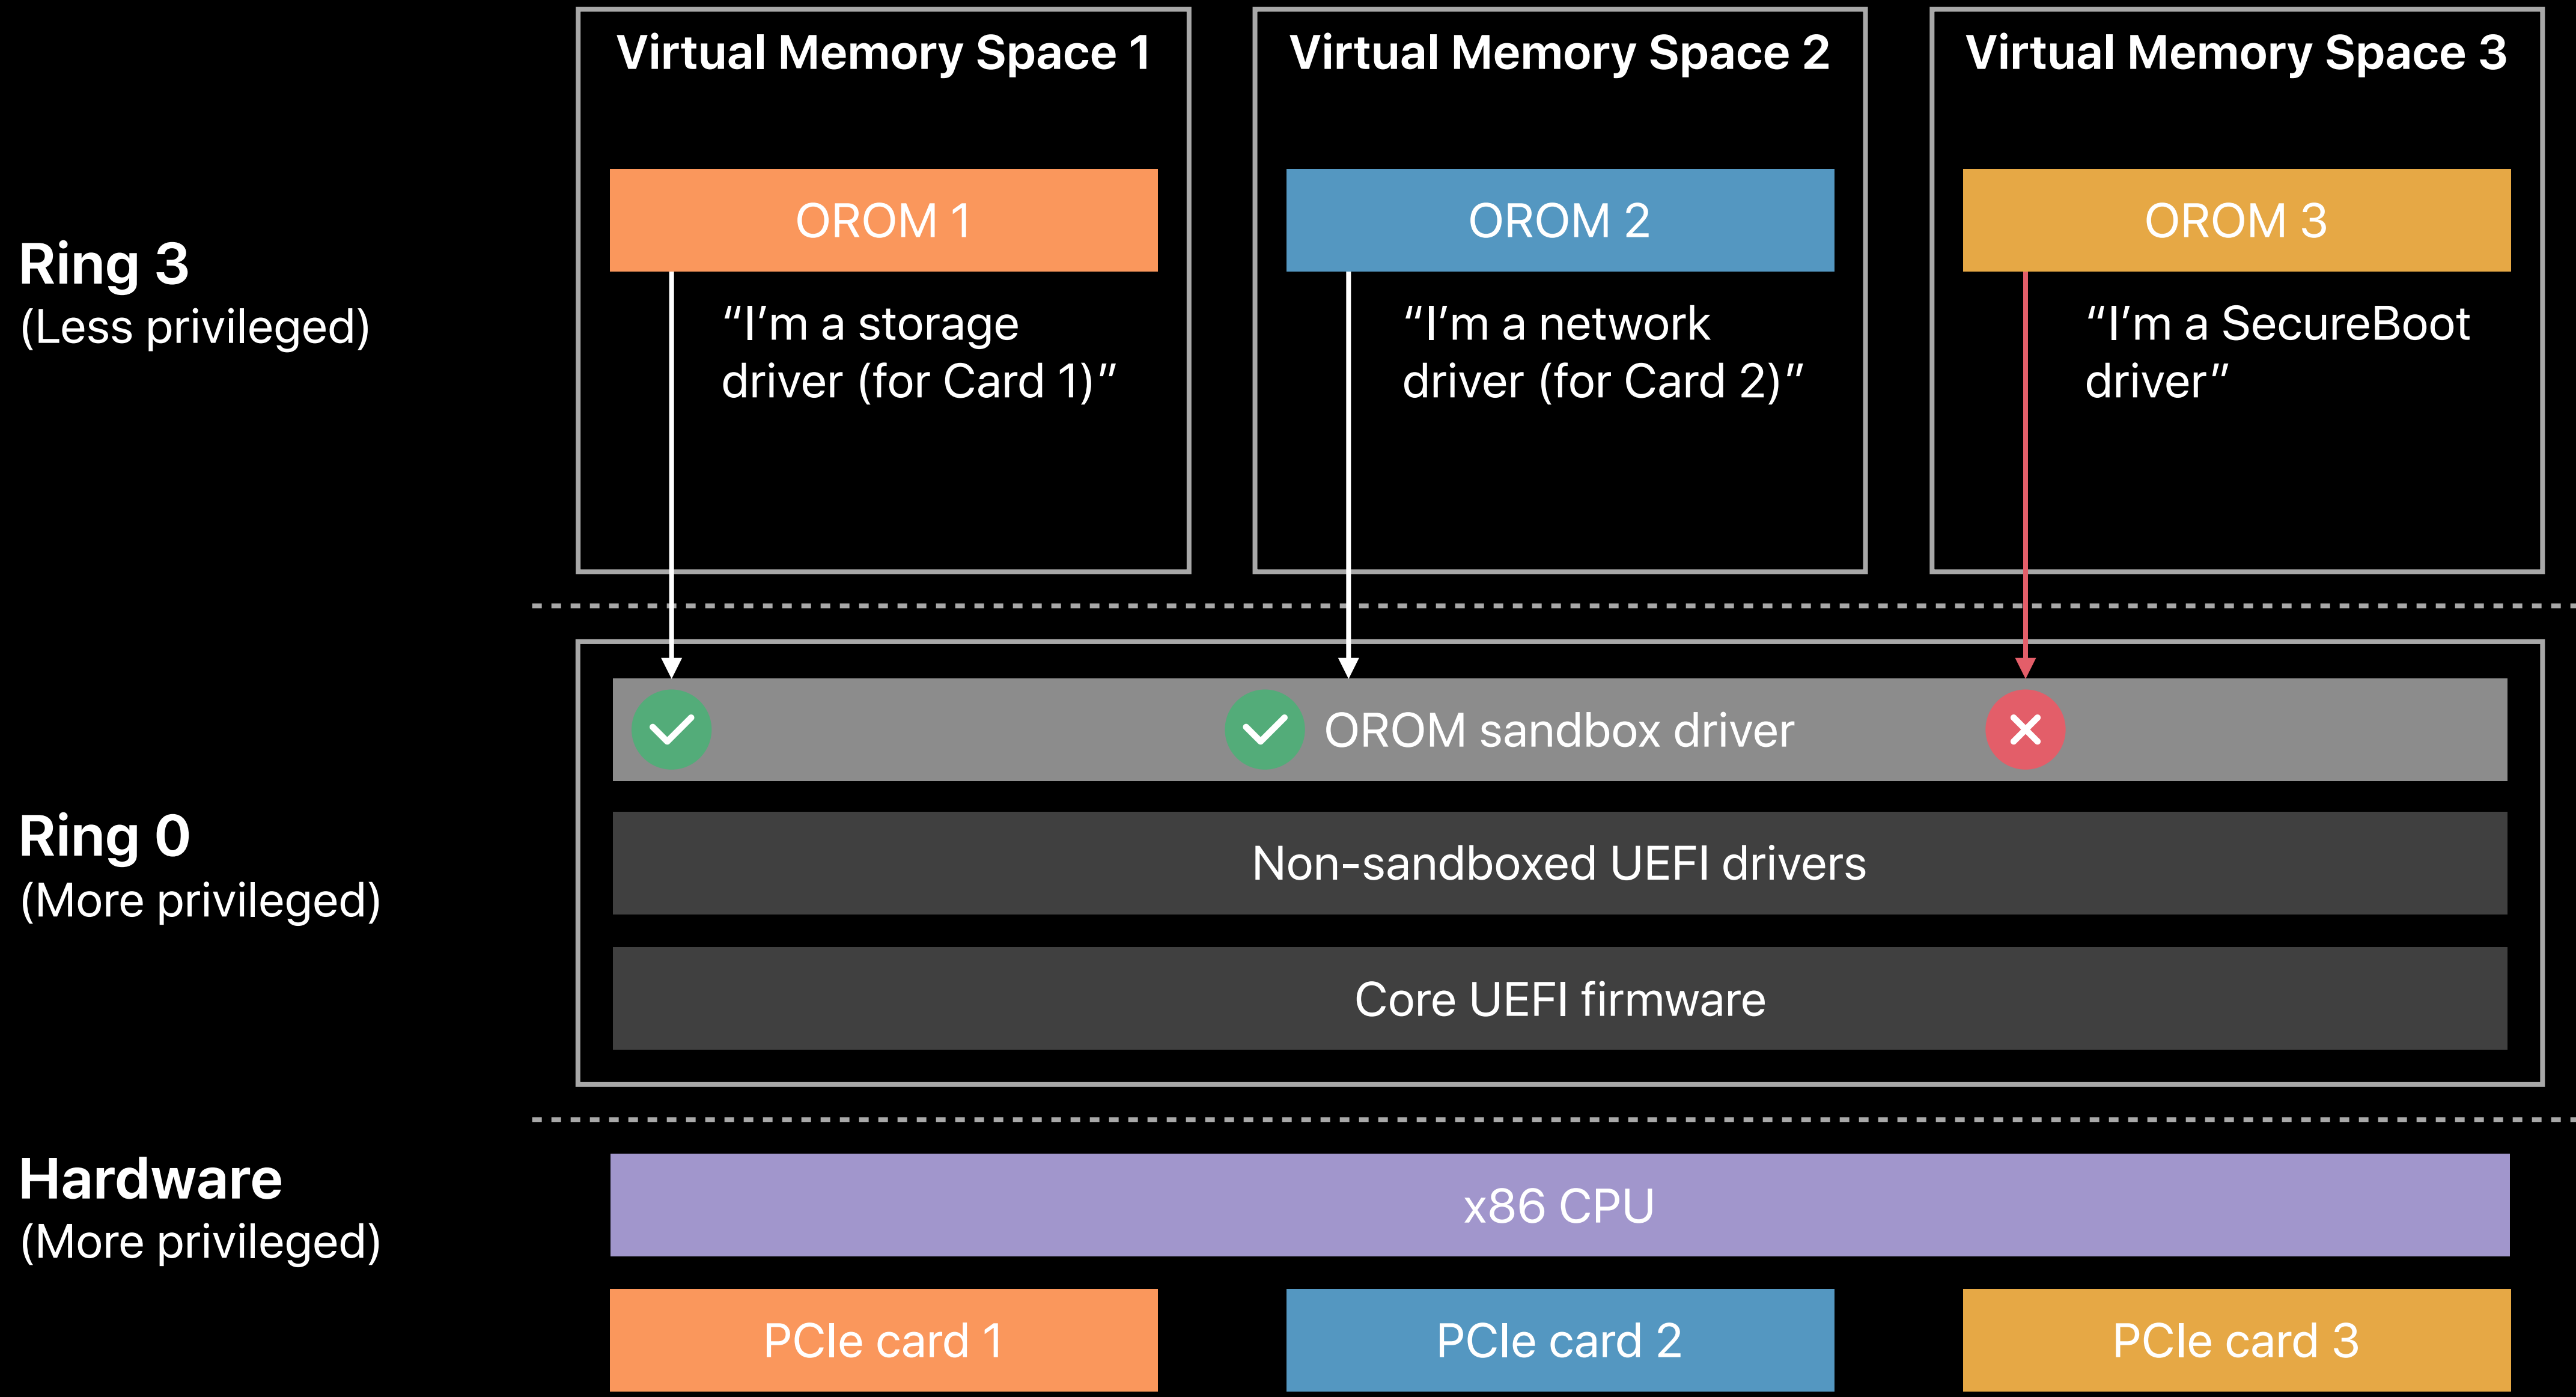 Virtual Memory Space 1
Virtual Memory Space 2
Virtual Memory Space 3
OROM 1
OROM 2
OROM 3
Ring 3
(Less privileged)
“I’m a storage
driver (for Card 1)”
“I’m a network
driver (for Card 2)”
“I’m a SecureBoot
driver”
OROM sandbox driver
Ring 0
(More privileged)
Non-sandboxed UEFI drivers
Core UEFI firmware
Hardware
(More privileged)
x86 CPU
PCIe card 1
PCIe card 2
PCIe card 3